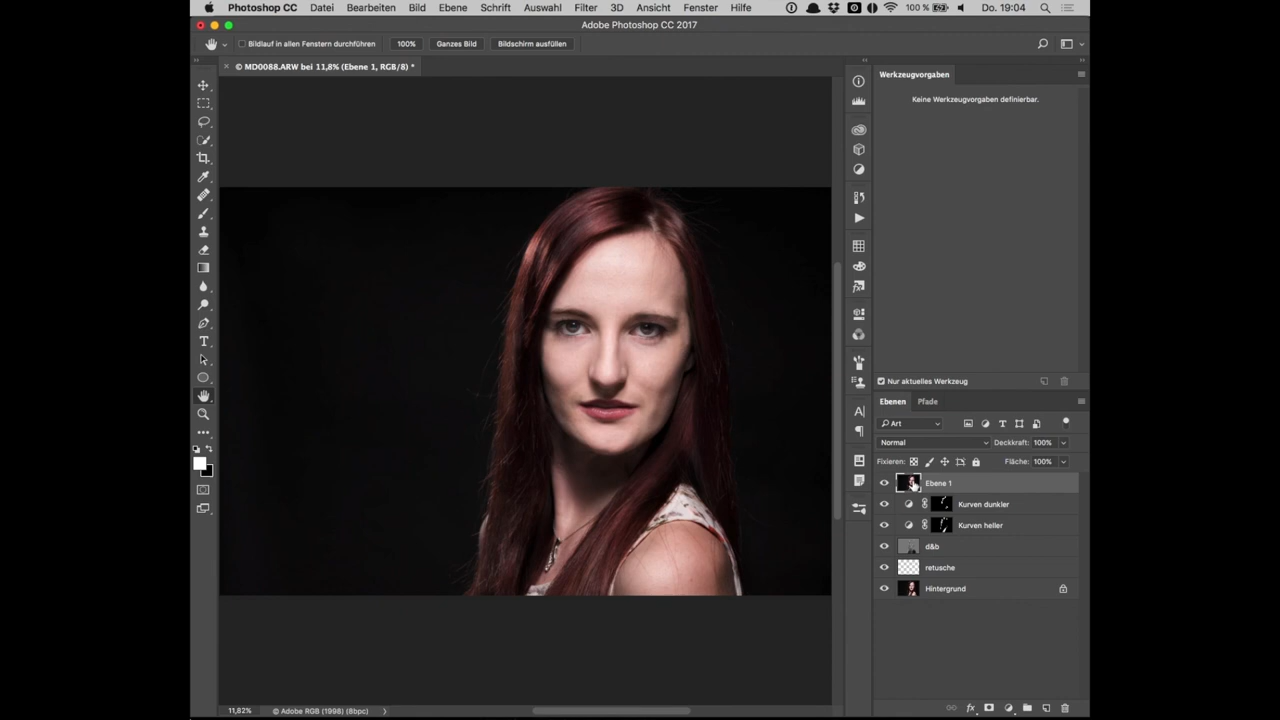 Photoshop CC Datei Bearbeiten Bild Ebene Schrift Auswahl Filter 3D Ansicht Fenster Hilfe 100 % Do. 19:04
Adobe Photoshop CC 2017
Bildlauf in allen Fenstern durchführen 100% Ganzes Bild Bildschirm ausfüllen
© MD0088.ARW bei 11,8% (Ebene 1, RGB/8) *
Werkzeugvorgaben
Keine Werkzeugvorgaben definierbar.
Nur aktuelles Werkzeug
Ebenen Pfade
Art
Normal Deckkraft: 100%
Fixieren: Fläche: 100%
Ebene 1
Kurven dunkler
Kurven heller
d&b
retusche
Hintergrund
11,82% © Adobe RGB (1998) (8bpc)